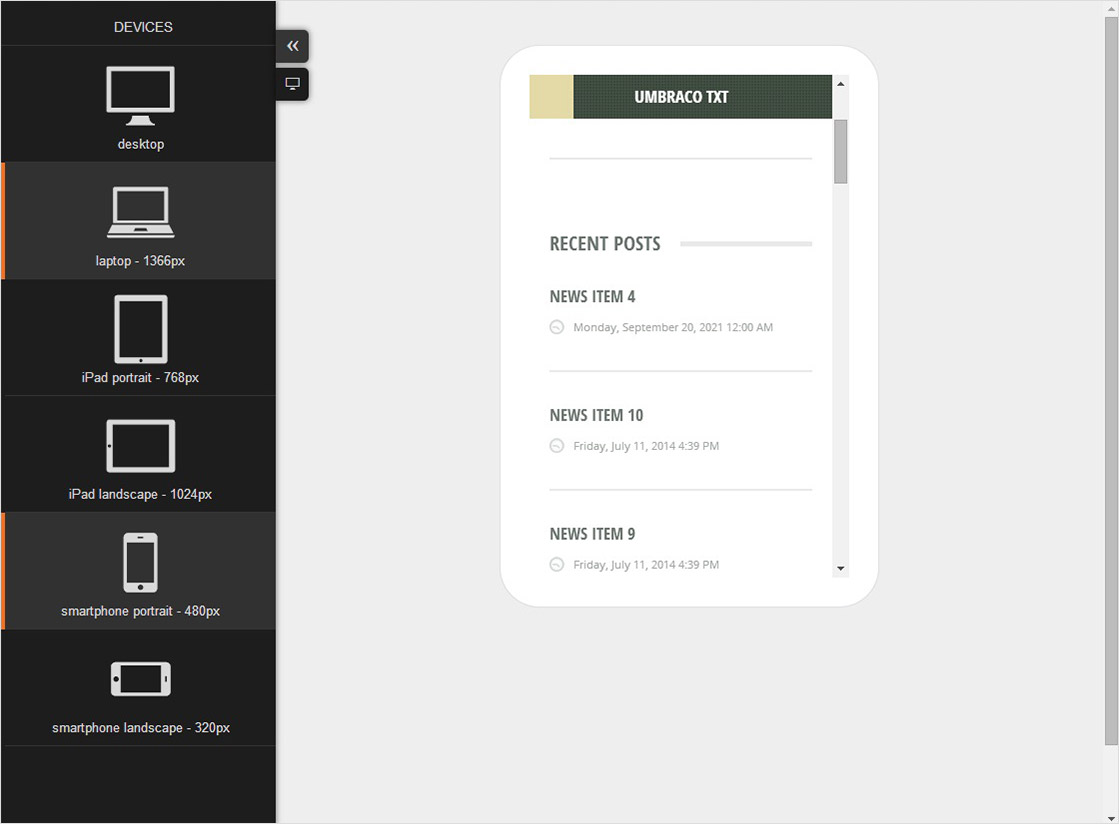 DEVICES
desktop
laptop - 1366px
iPad portrait - 768px
iPad landscape - 1024px
smartphone portrait - 480px
smartphone landscape - 320px
UMBRACO TXT
RECENT POSTS
NEWS ITEM 4
Monday, September 20, 2021 12:00 AM
NEWS ITEM 10
Friday, July 11, 2014 4:39 PM
NEWS ITEM 9
Friday, July 11, 2014 4:39 PM